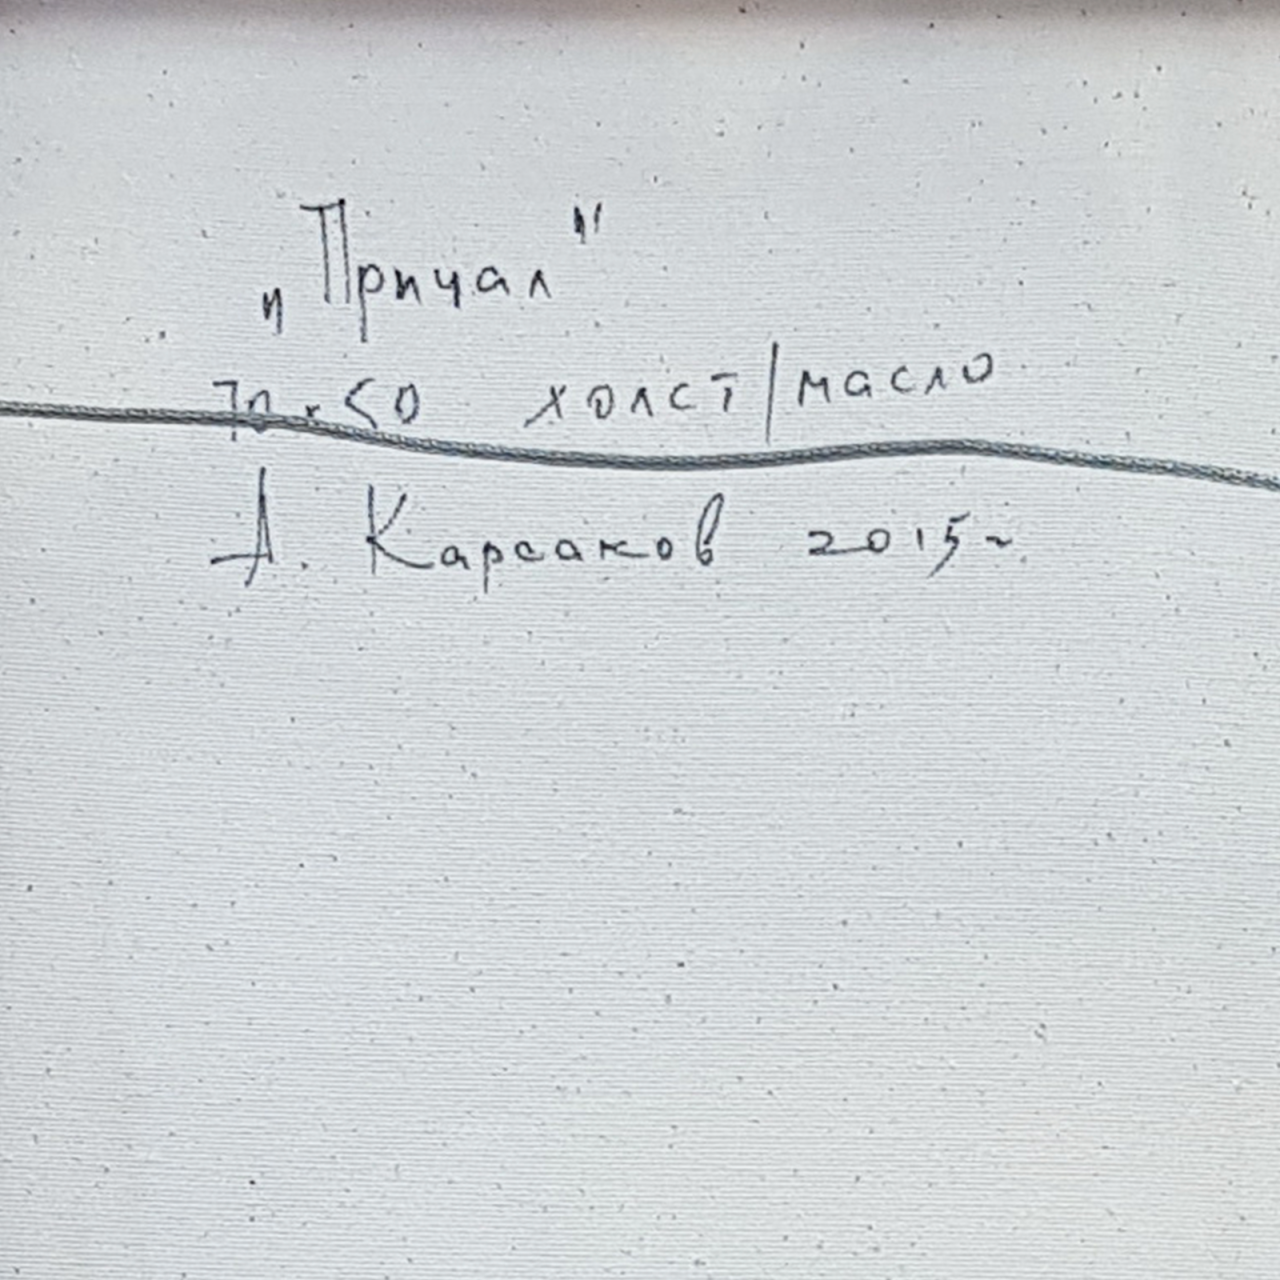 „Причал"
70×50 холст/масло
А. Карсаков 2015г.